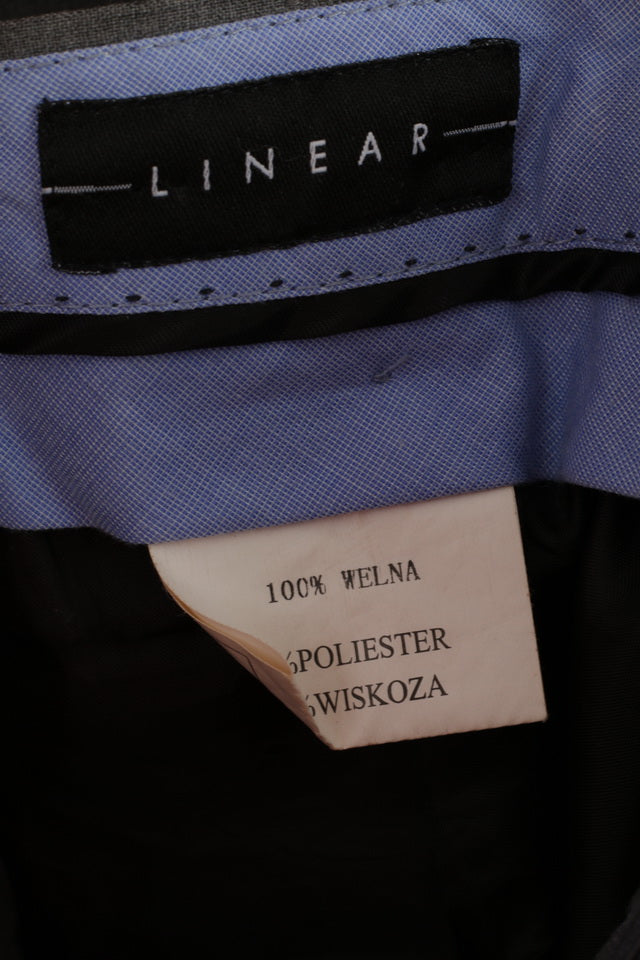 LINEAR
100% WELNA
%POLIESTER
%WISKOZA